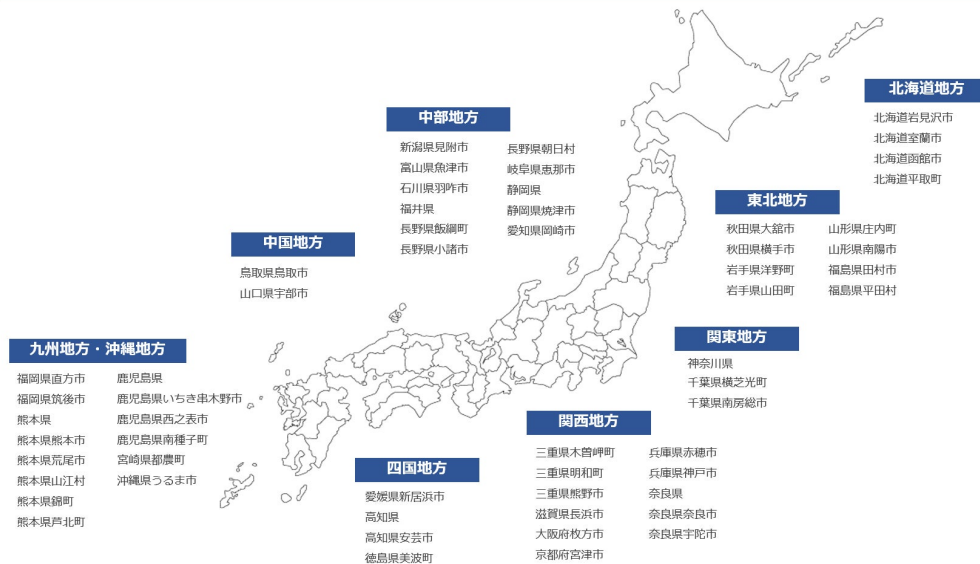 北海道地方
北海道岩見沢市
北海道室蘭市
北海道函館市
北海道平取町
東北地方
秋田県大舘市
秋田県横手市
岩手県洋野町
岩手県山田町
山形県庄内町
山形県南陽市
福島県田村市
福島県平田村
中部地方
新潟県見附市
富山県魚津市
石川県羽咋市
福井県
長野県飯綱町
長野県小諸市
長野県朝日村
岐阜県恵那市
静岡県
静岡県焼津市
愛知県岡崎市
中国地方
鳥取県鳥取市
山口県宇部市
関東地方
神奈川県
千葉県横芝光町
千葉県南房総市
九州地方・沖縄地方
福岡県直方市
福岡県筑後市
熊本県
熊本県熊本市
熊本県荒尾市
熊本県山江村
熊本県錦町
熊本県芦北町
鹿児島県
鹿児島県いちき串木野市
鹿児島県西之表市
鹿児島県南種子町
宮崎県都農町
沖縄県うるま市
関西地方
三重県木曽岬町
三重県明和町
三重県熊野市
滋賀県長浜市
大阪府枚方市
京都府宮津市
兵庫県赤穂市
兵庫県神戸市
奈良県
奈良県奈良市
奈良県宇陀市
四国地方
愛媛県新居浜市
高知県
高知県安芸市
徳島県美波町